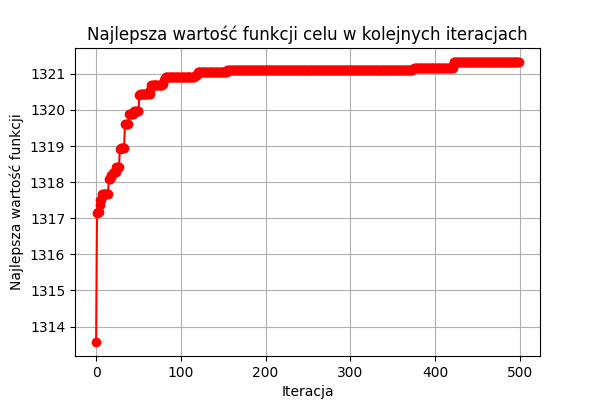 Najlepsza wartość funkcji celu w kolejnych iteracjach
Najlepsza wartość funkcji
1321
1320
1319
1318
1317
1316
1315
1314
0 100 200 300 400 500
Iteracja